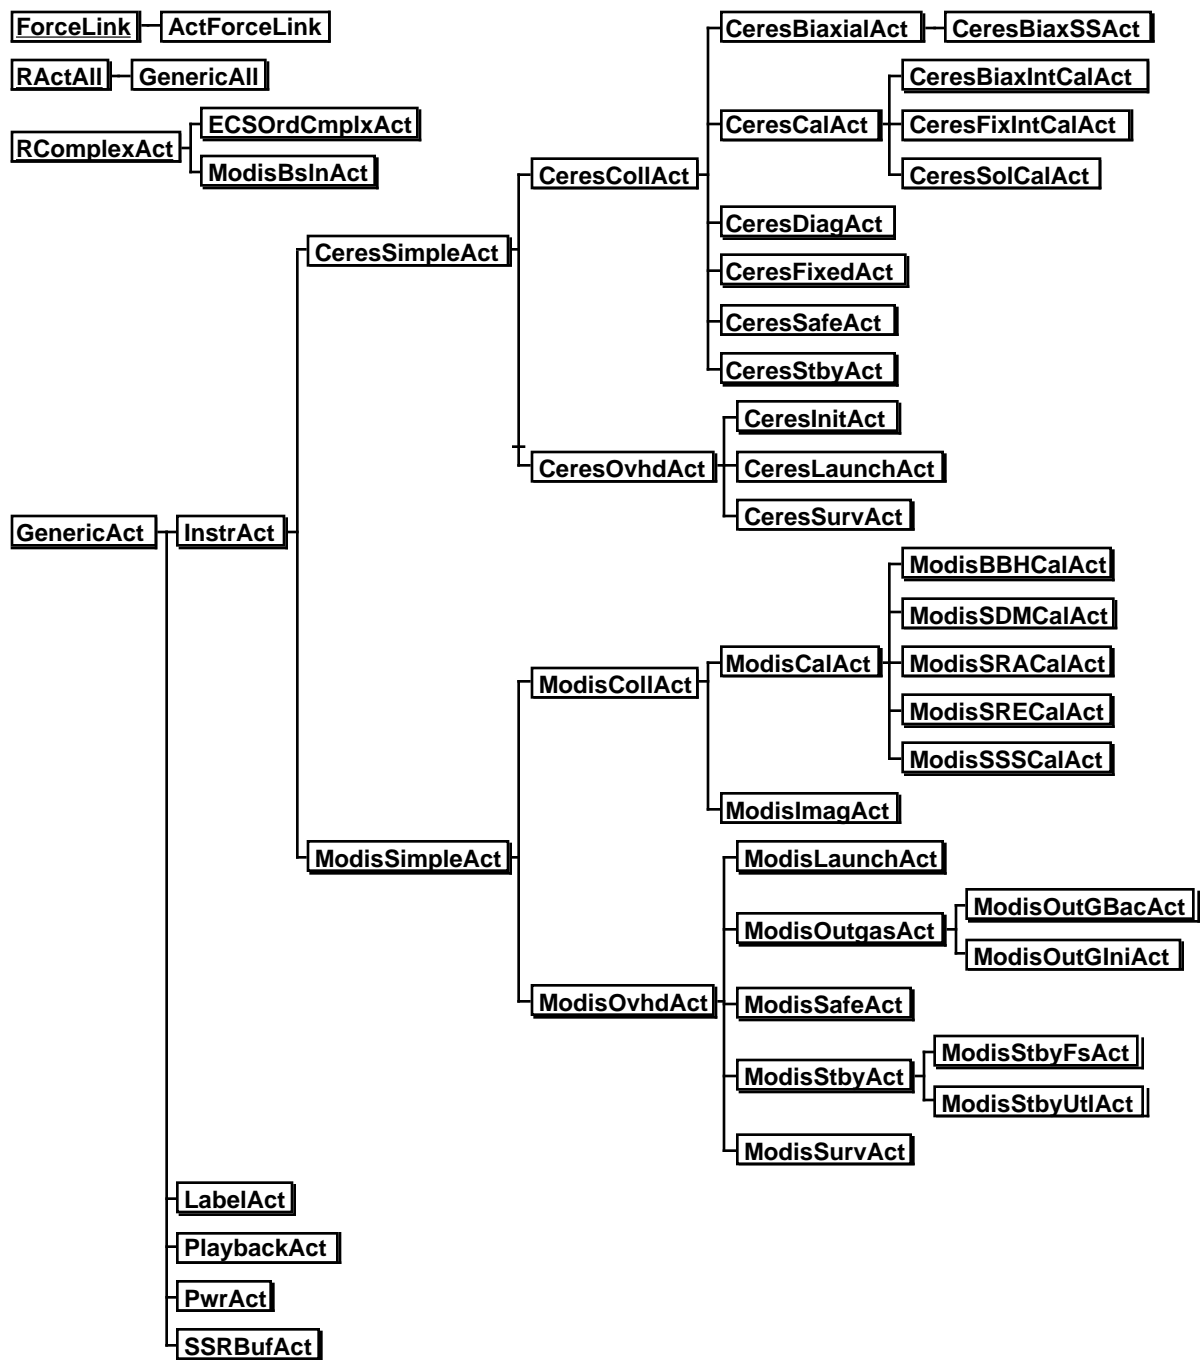 ForceLink
ActForceLink
RActAll
GenericAll
RComplexAct
ECSOrdCmplxAct
ModisBsInAct
GenericAct
InstrAct
CeresSimpleAct
CeresCollAct
CeresBiaxialAct
CeresBiaxSSAct
CeresCalAct
CeresBiaxIntCalAct
CeresFixIntCalAct
CeresSolCalAct
CeresDiagAct
CeresFixedAct
CeresSafeAct
CeresStbyAct
CeresOvhdAct
CeresInitAct
CeresLaunchAct
CeresSurvAct
ModisSimpleAct
ModisCollAct
ModisCalAct
ModisBBHCalAct
ModisSDMCalAct
ModisSRACalAct
ModisSRECalAct
ModisSSSCalAct
ModisImagAct
ModisOvhdAct
ModisLaunchAct
ModisOutgasAct
ModisOutGBacAct
ModisOutGIniAct
ModisSafeAct
ModisStbyAct
ModisStbyFsAct
ModisStbyUtlAct
ModisSurvAct
LabelAct
PlaybackAct
PwrAct
SSRBufAct